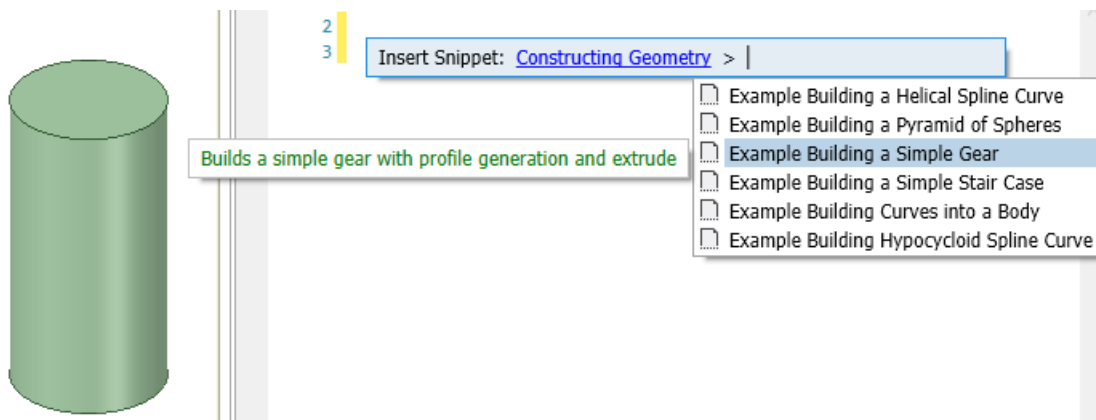 2
3
Insert Snippet: Constructing Geometry > |
Example Building a Helical Spline Curve
Example Building a Pyramid of Spheres
Builds a simple gear with profile generation and extrude
Example Building a Simple Gear
Example Building a Simple Stair Case
Example Building Curves into a Body
Example Building Hypocycloid Spline Curve